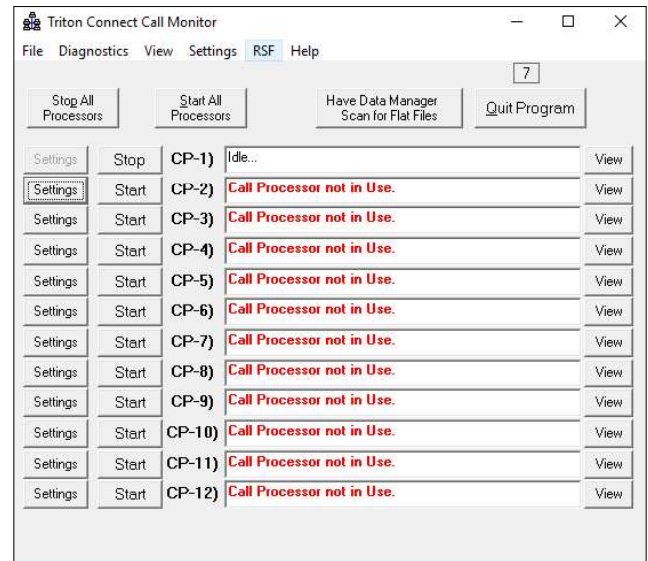 Triton Connect Call Monitor
File Diagnostics View Settings RSF Help
7
Stop All Processors
Start All Processors
Have Data Manager Scan for Flat Files
Quit Program
Settings Stop CP-1) Idle... View
Settings Start CP-2) Call Processor not in Use. View
Settings Start CP-3) Call Processor not in Use. View
Settings Start CP-4) Call Processor not in Use. View
Settings Start CP-5) Call Processor not in Use. View
Settings Start CP-6) Call Processor not in Use. View
Settings Start CP-7) Call Processor not in Use. View
Settings Start CP-8) Call Processor not in Use. View
Settings Start CP-9) Call Processor not in Use. View
Settings Start CP-10) Call Processor not in Use. View
Settings Start CP-11) Call Processor not in Use. View
Settings Start CP-12) Call Processor not in Use. View